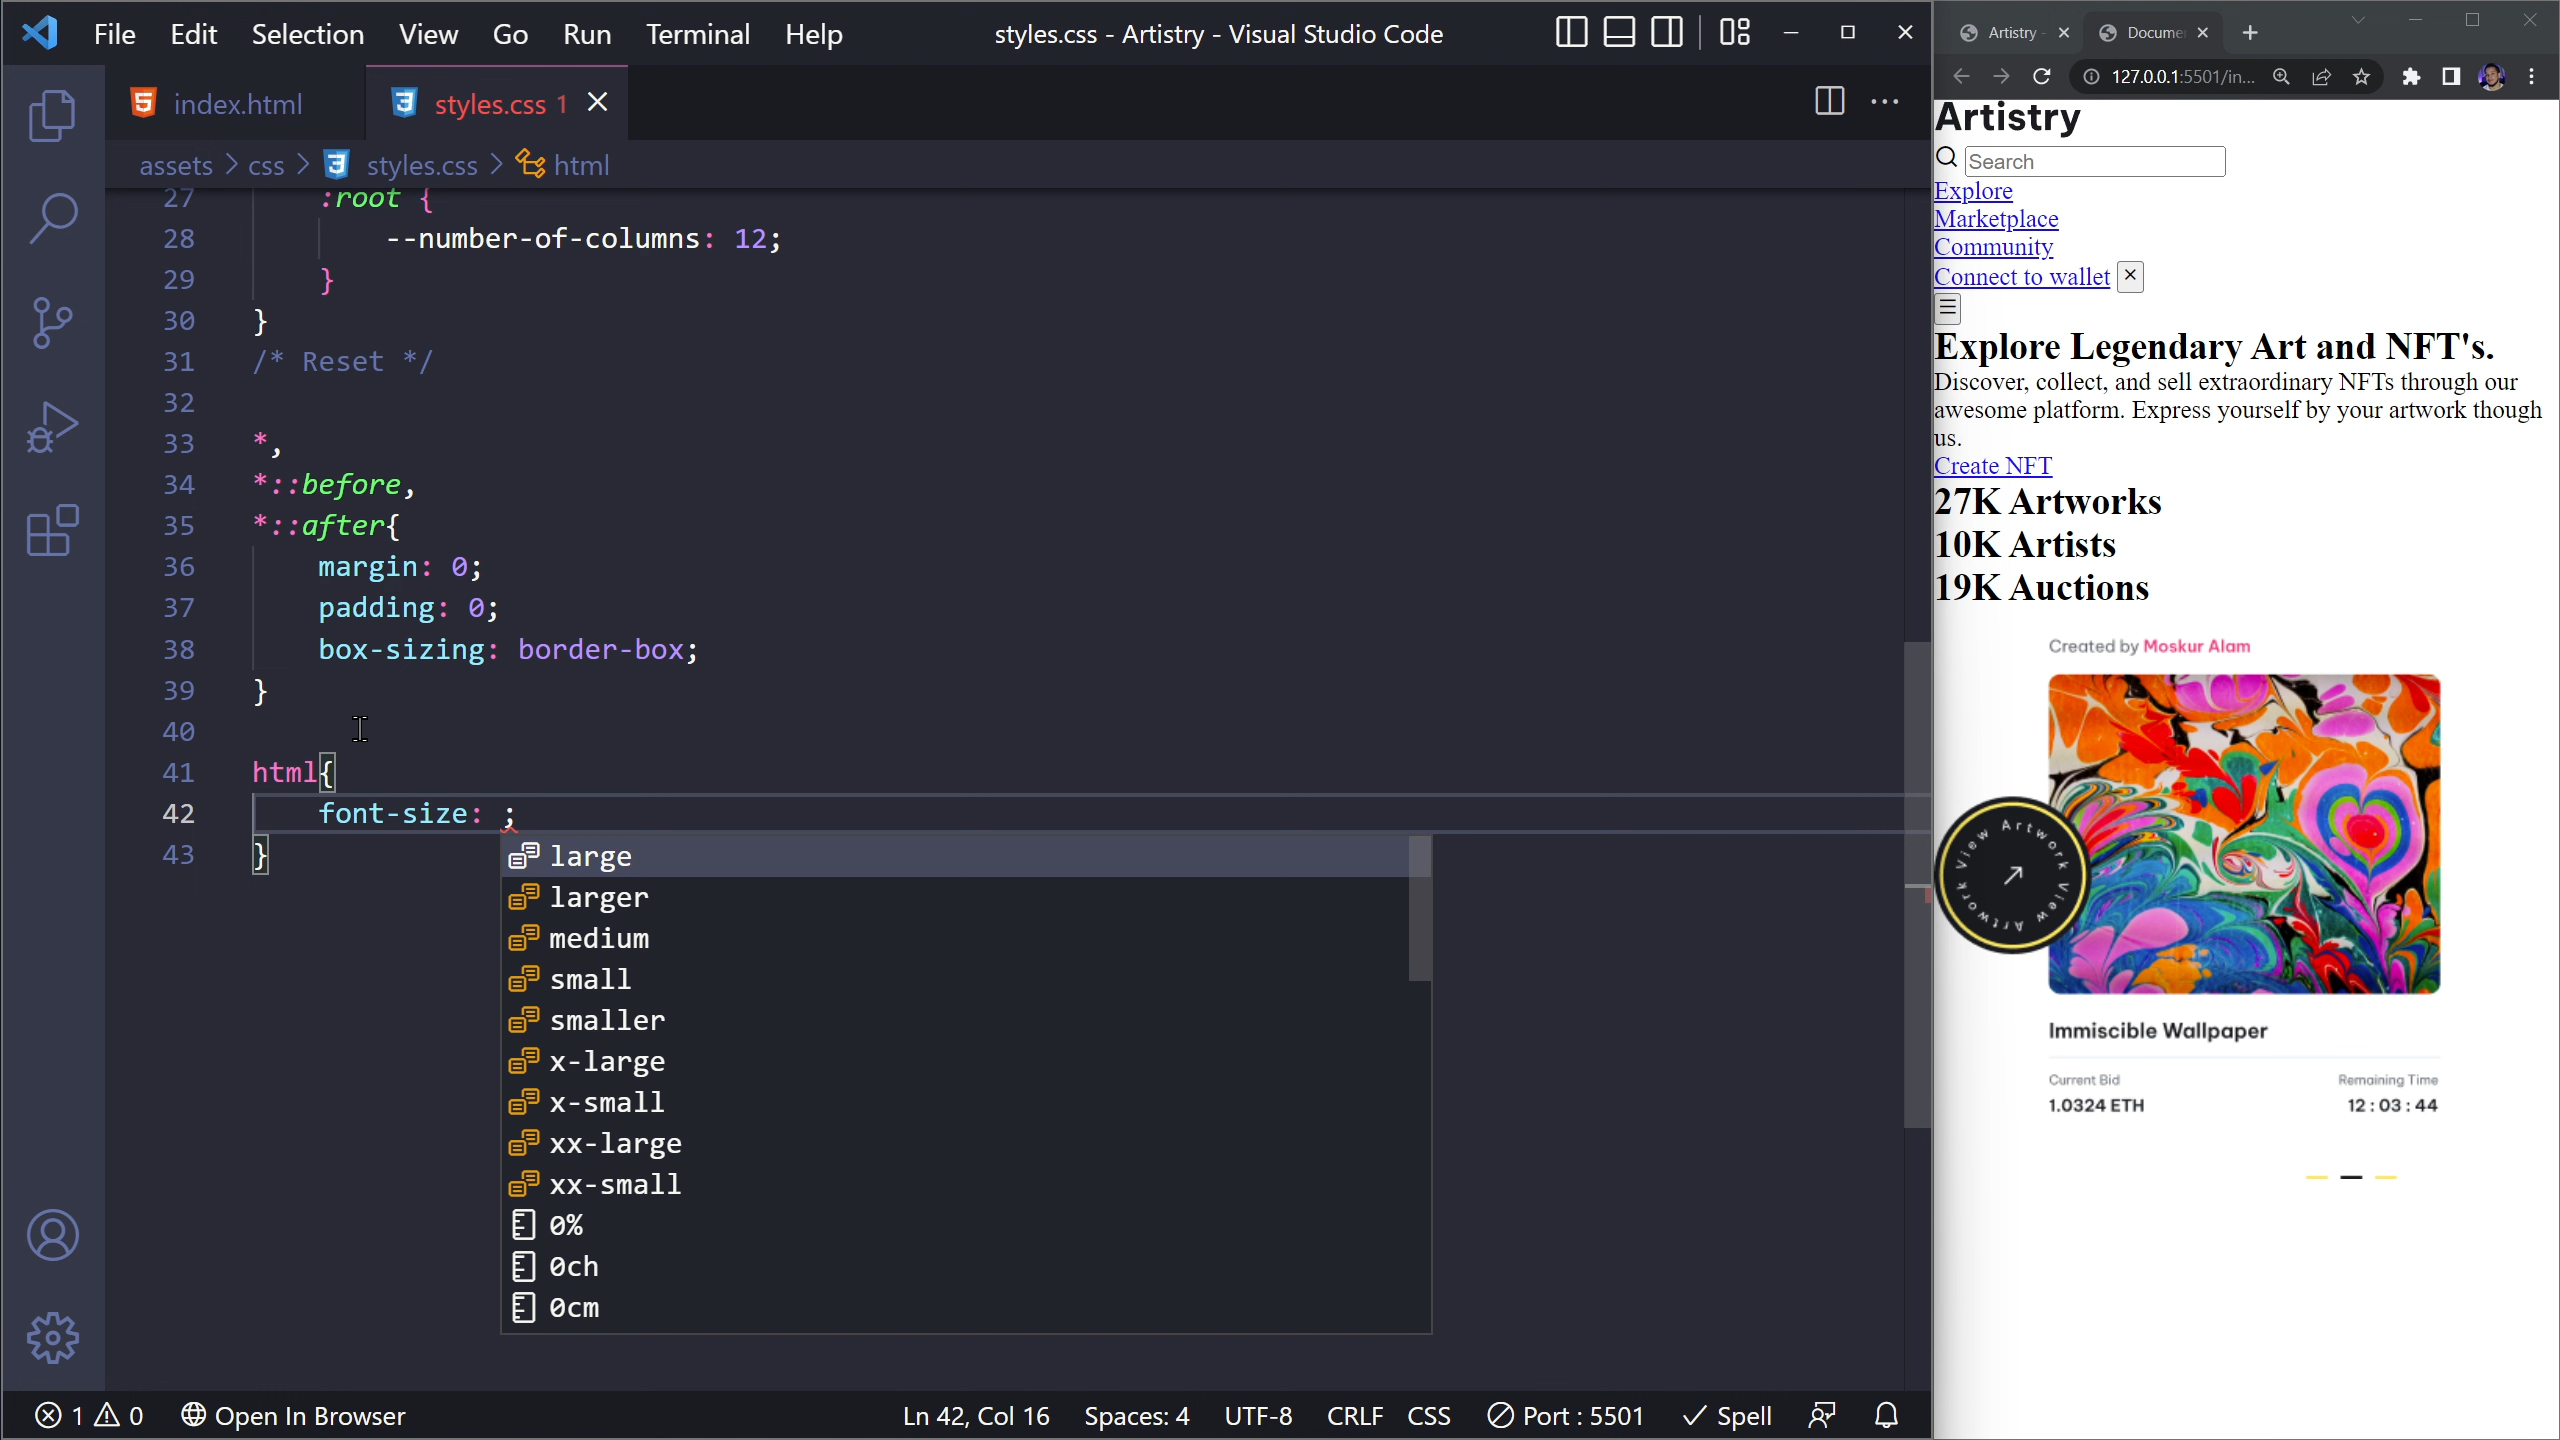 File Edit Selection View Go Run Terminal Help
styles.css - Artistry - Visual Studio Code
index.html
styles.css 1
assets > css > styles.css > html
27 :root {
28 --number-of-columns: 12;
29 }
30 }
31 /* Reset */
32
33 *,
34 *::before,
35 *::after{
36 margin: 0;
37 padding: 0;
38 box-sizing: border-box;
39 }
40
41 html{
42 font-size: ;
43 }
large
larger
medium
small
smaller
x-large
x-small
xx-large
xx-small
0%
0ch
0cm
1 0 Open In Browser
Ln 42, Col 16 Spaces: 4 UTF-8 CRLF CSS Port : 5501 Spell
Artistry
Docume
127.0.0.1:5501/in...
Artistry
Search
Explore
Marketplace
Community
Connect to wallet
Explore Legendary Art and NFT's.
Discover, collect, and sell extraordinary NFTs through our
awesome platform. Express yourself by your artwork though
us.
Create NFT
27K Artworks
10K Artists
19K Auctions
Created by Moskur Alam
View Artwork View Artwork
Immiscible Wallpaper
Current Bid Remaining Time
1.0324 ETH 12 : 03 : 44